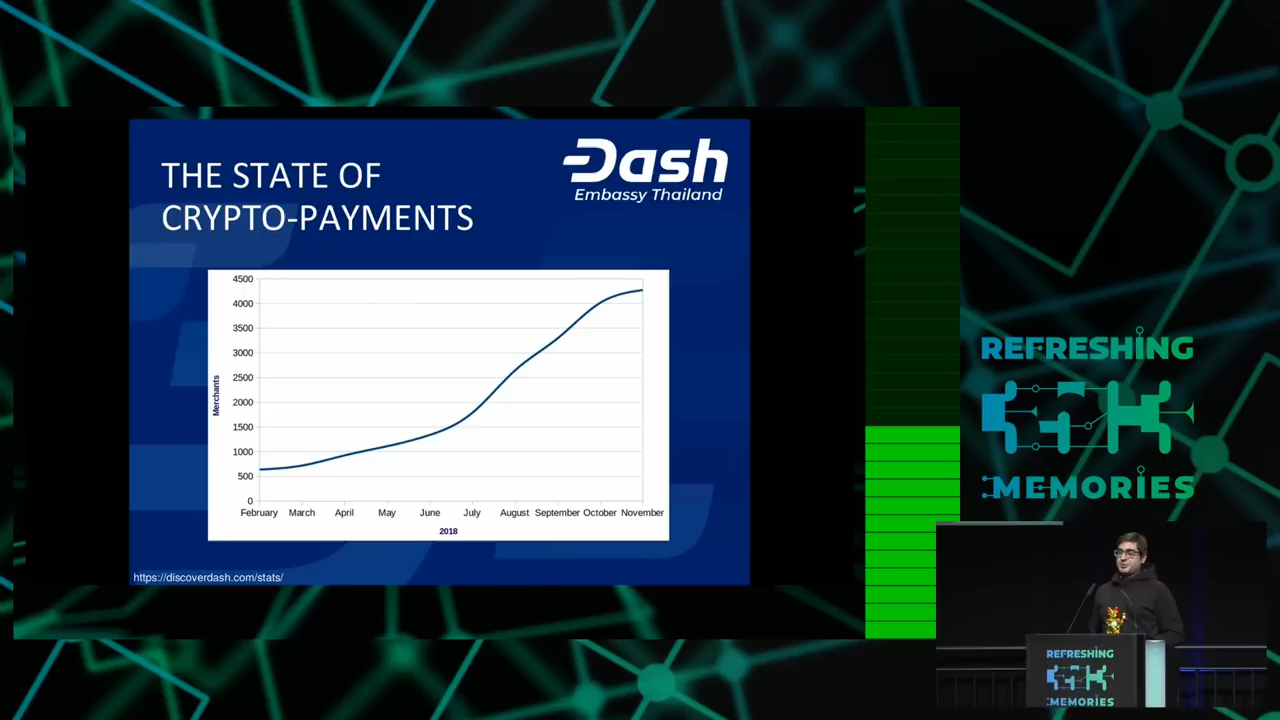 THE STATE OF
CRYPTO-PAYMENTS
Dash
Embassy Thailand
4500
4000
3500
3000
2500
2000
1500
1000
500
0
Merchants
February March April May June July August September October November
2018
https://discoverdash.com/stats/
REFRESHING
35K
MEMORIES
REFRESHING
35K
MEMORIES